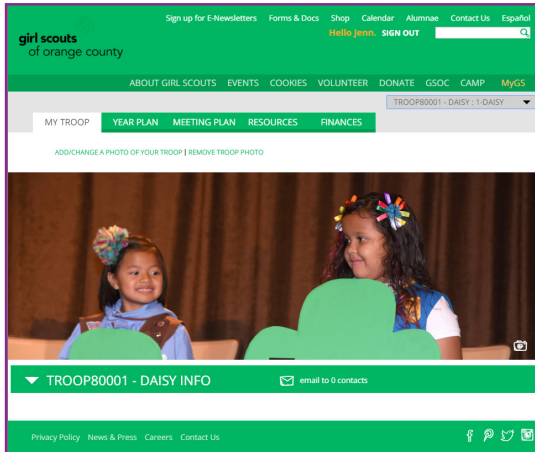 Sign up for E-Newsletters Forms & Docs Shop Calendar Alumnae Contact Us Español
Hello Jenn. SIGN OUT
girl scouts
of orange county
ABOUT GIRL SCOUTS EVENTS COOKIES VOLUNTEER DONATE GSOC CAMP MyGS
TROOP80001 - DAISY : 1-DAISY
MY TROOP YEAR PLAN MEETING PLAN RESOURCES FINANCES
ADD/CHANGE A PHOTO OF YOUR TROOP | REMOVE TROOP PHOTO
TROOP80001 - DAISY INFO email to 0 contacts
Privacy Policy News & Press Careers Contact Us